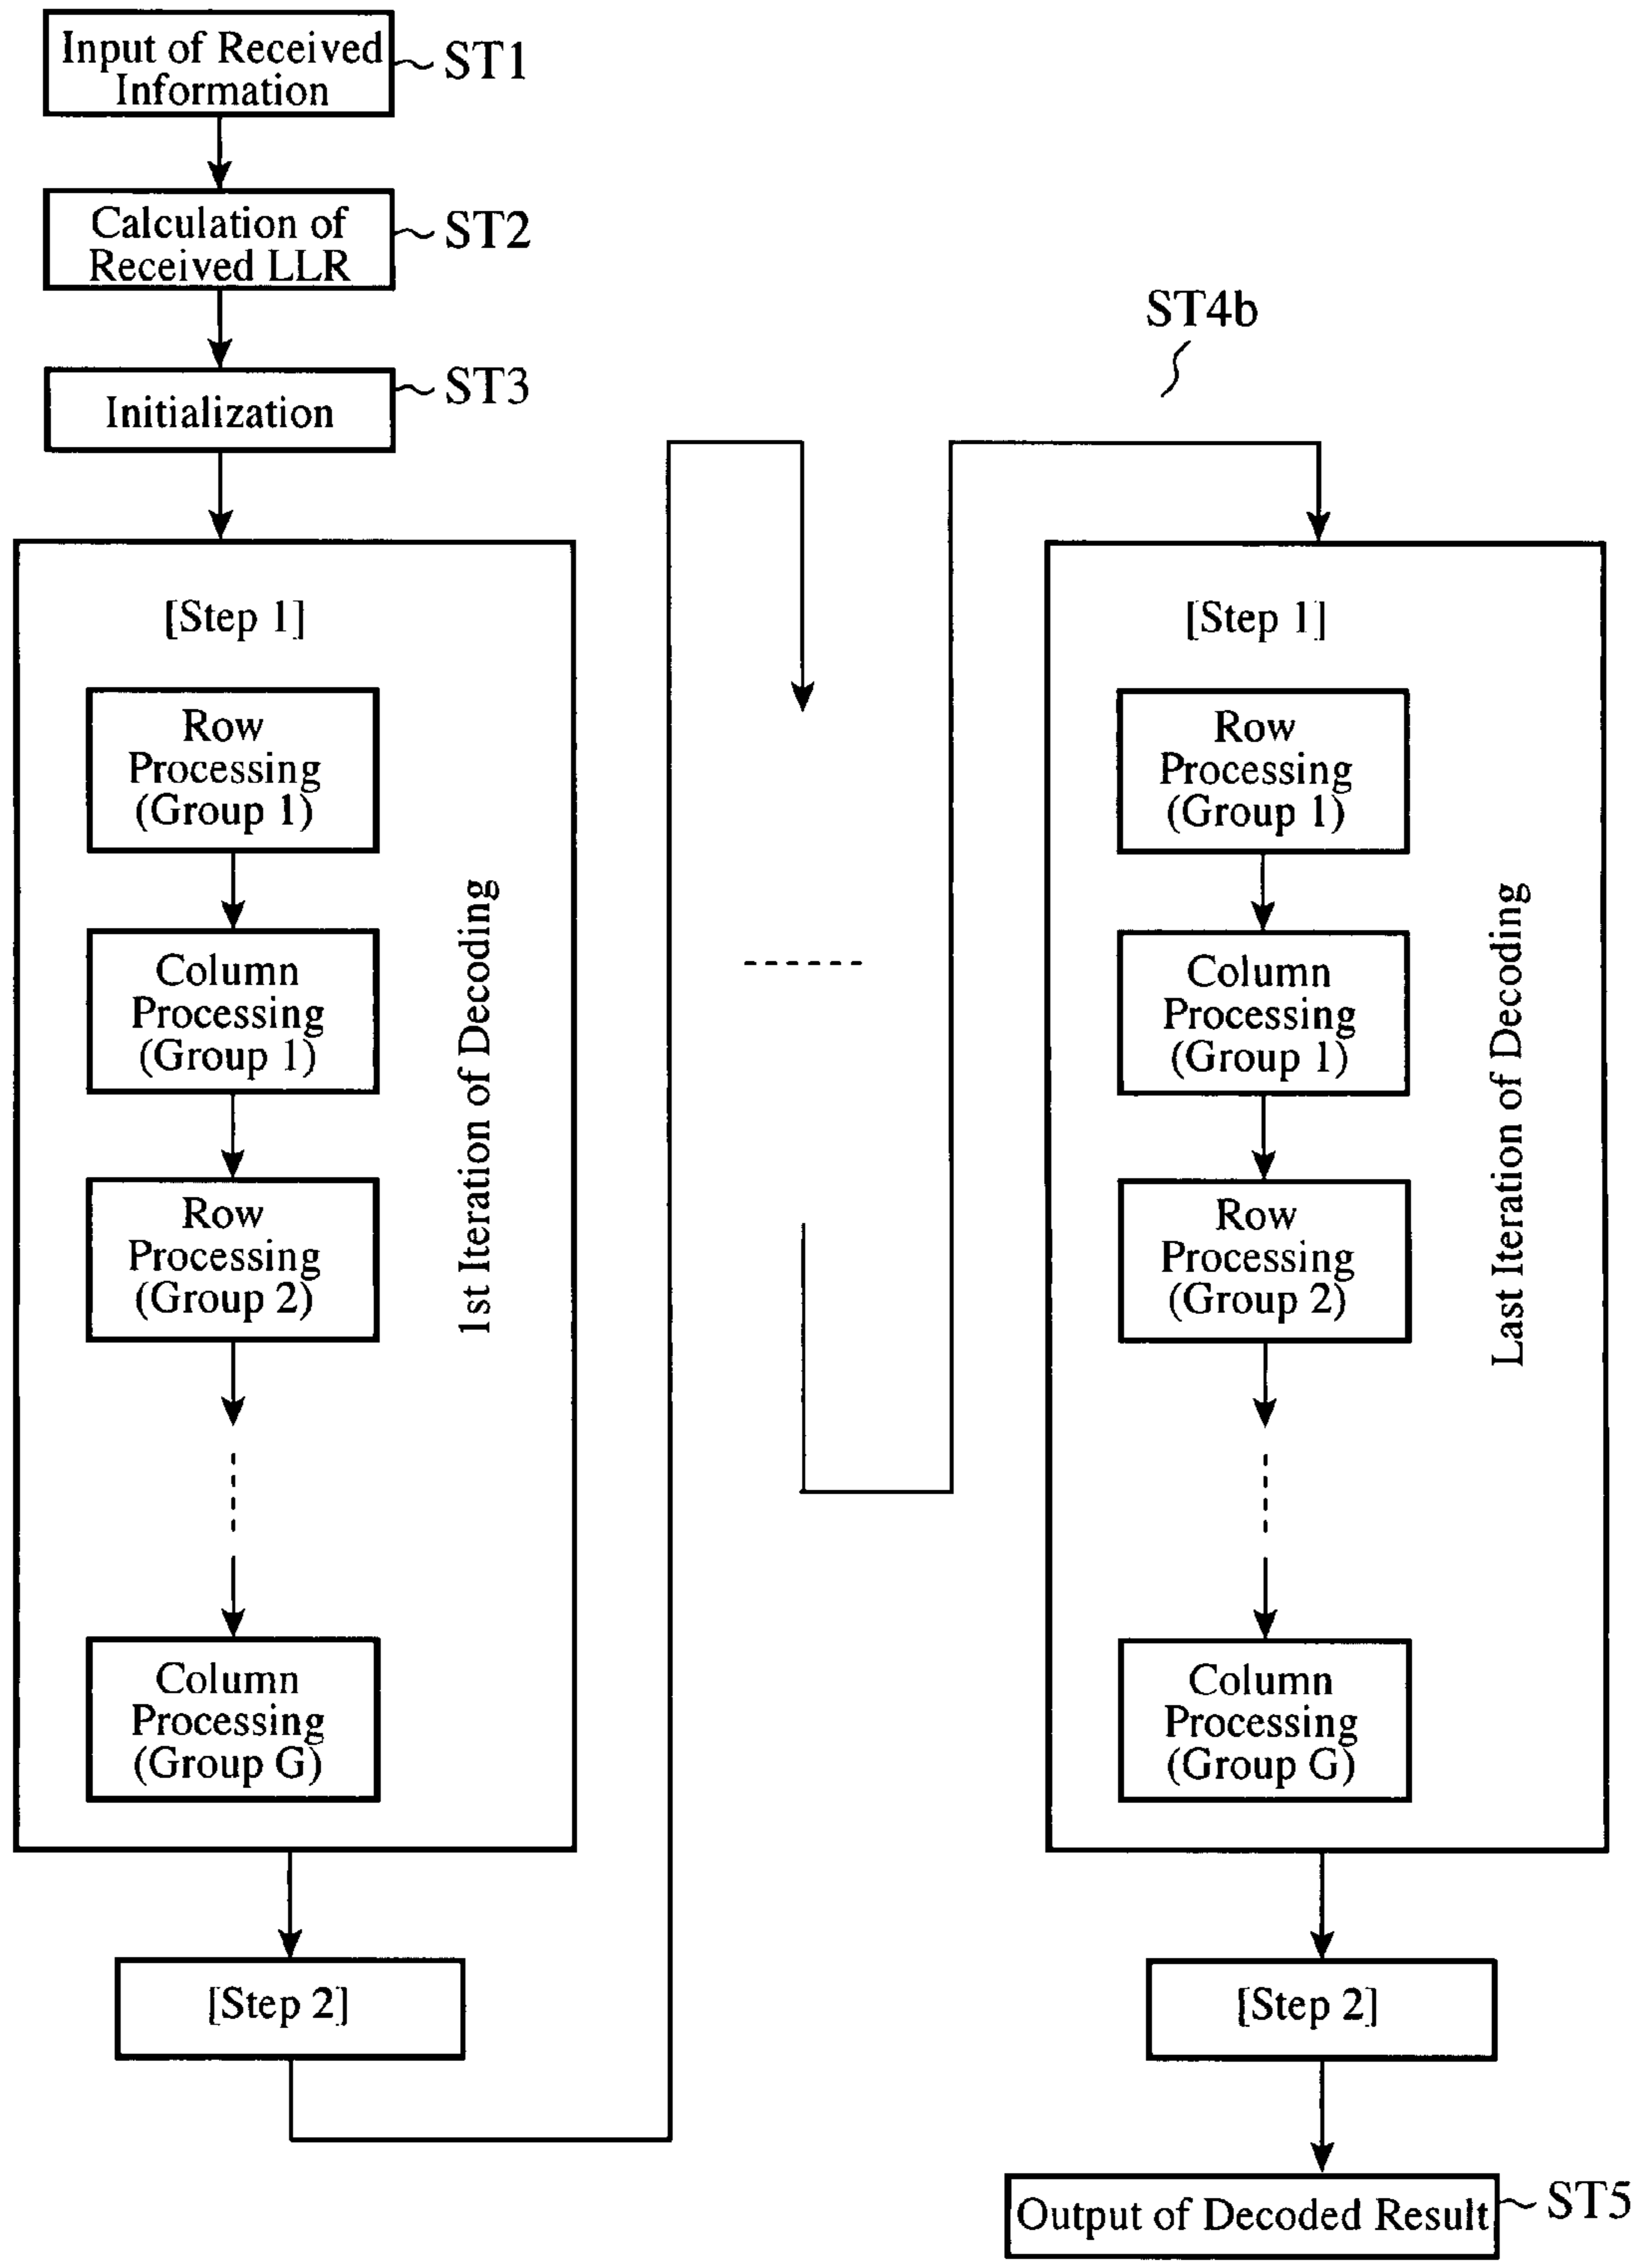 Input of Received
Information
ST1
Calculation of
Received LLR
ST2
Initialization
ST3
ST4b
[Step 1]
Row
Processing
(Group 1)
Column
Processing
(Group 1)
Row
Processing
(Group 2)
Column
Processing
(Group G)
1st Iteration of Decoding
[Step 2]
[Step 1]
Row
Processing
(Group 1)
Column
Processing
(Group 1)
Row
Processing
(Group 2)
Column
Processing
(Group G)
Last Iteration of Decoding
[Step 2]
Output of Decoded Result
ST5